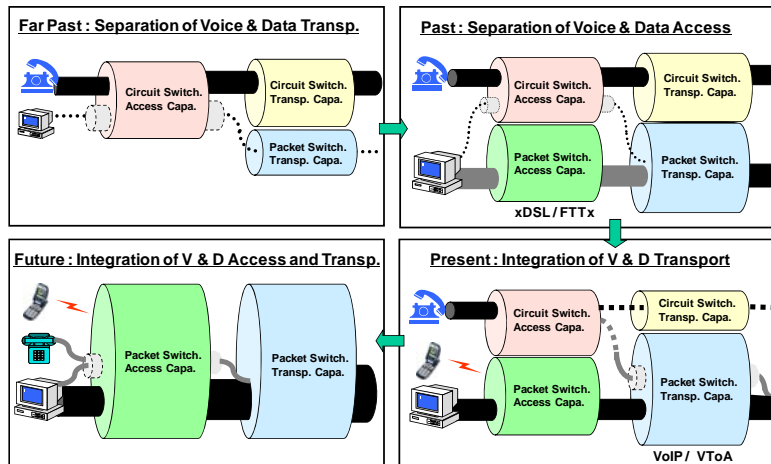 Far Past : Separation of Voice & Data Transp.
Circuit Switch.
Access Capa.
Circuit Switch.
Transp. Capa.
Packet Switch.
Transp. Capa.
Past : Separation of Voice & Data Access
Circuit Switch.
Access Capa.
Circuit Switch.
Transp. Capa.
Packet Switch.
Access Capa.
Packet Switch.
Transp. Capa.
xDSL / FTTx
Future : Integration of V & D Access and Transp.
Packet Switch.
Access Capa.
Packet Switch.
Transp. Capa.
Present : Integration of V & D Transport
Circuit Switch.
Access Capa.
Circuit Switch.
Transp. Capa.
Packet Switch.
Access Capa.
Packet Switch.
Transp. Capa.
VoIP / VToA